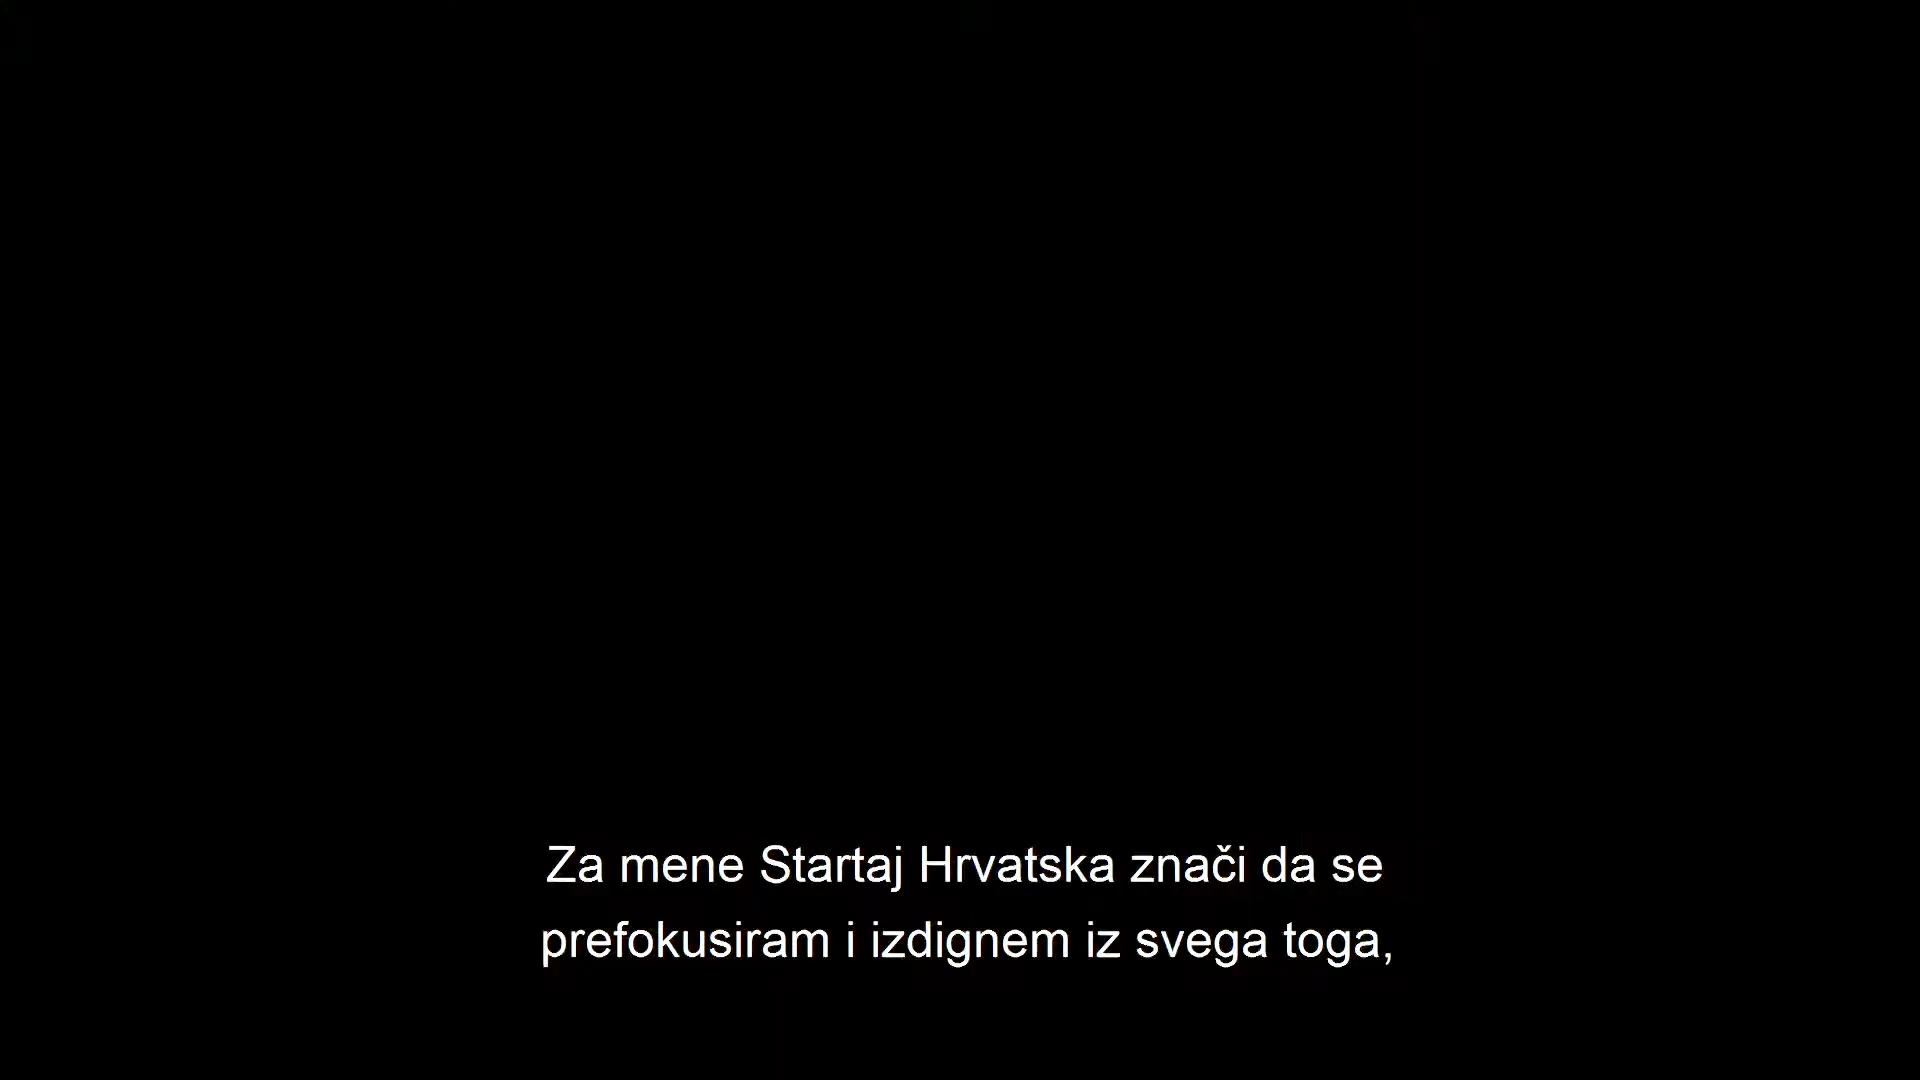 Za mene Startaj Hrvatska znači da se
prefokusiram i izdignem iz svega toga,